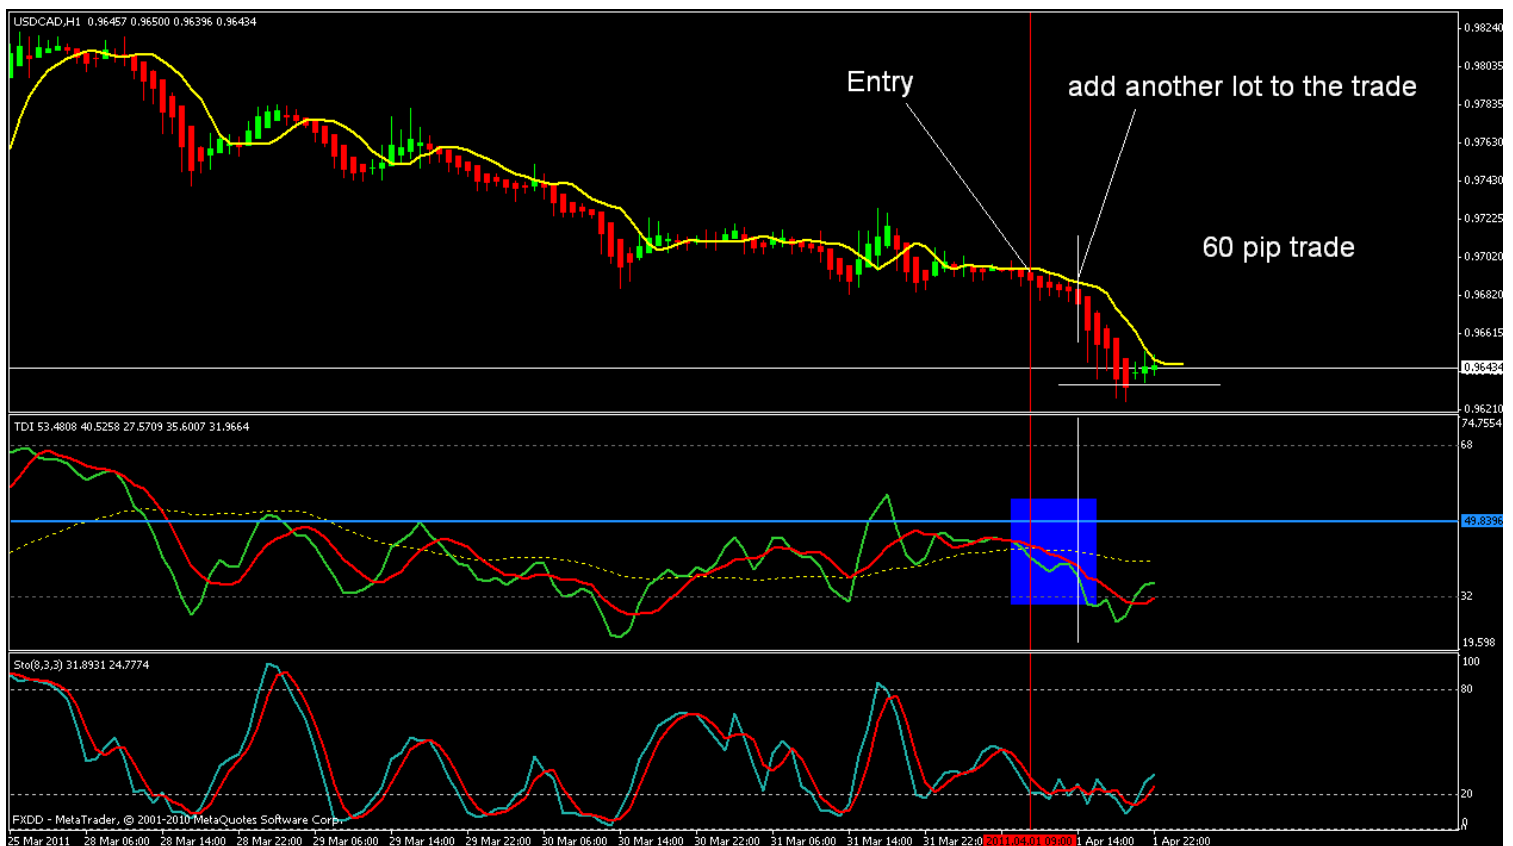 USDCAD,H1 0.96457 0.96500 0.96396 0.96434
0.98240
0.98035
Entry
add another lot to the trade
0.97835
0.97630
0.97430
0.97225
60 pip trade
0.97020
0.96820
0.96615
0.96434
0.96210
TDI 53.4808 40.5258 27.5709 35.6007 31.9664
74.7554
68
49.8396
32
19.598
Sto(8,3,3) 31.8931 24.7774
100
80
20
0
FXDD - MetaTrader, © 2001-2010 MetaQuotes Software Corp.
25 Mar 2011 28 Mar 06:00 28 Mar 14:00 28 Mar 22:00 29 Mar 06:00 29 Mar 14:00 29 Mar 22:00 30 Mar 06:00 30 Mar 14:00 30 Mar 22:00 31 Mar 06:00 31 Mar 14:00 31 Mar 22:0 2011.04.01 09:00 1 Apr 14:00 1 Apr 22:00